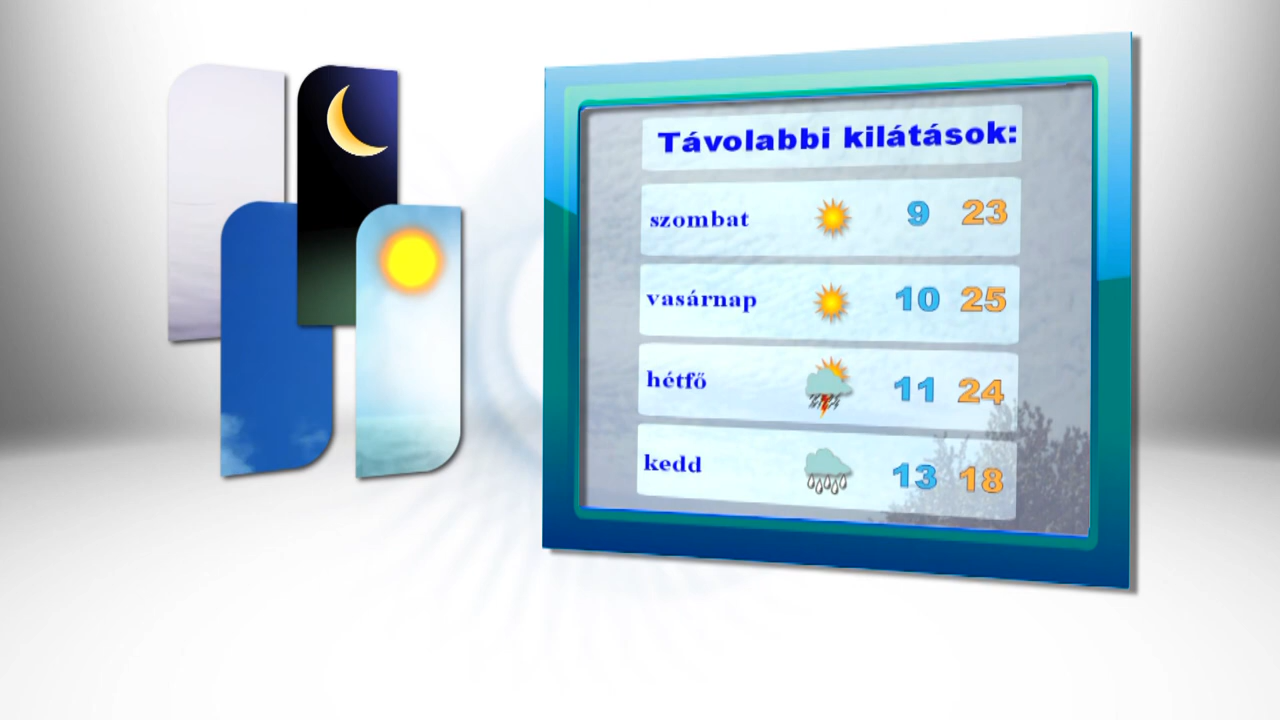 Távolabbi kilátások:
szombat 9 23
vasárnap 10 25
hétfő 11 24
kedd 13 18